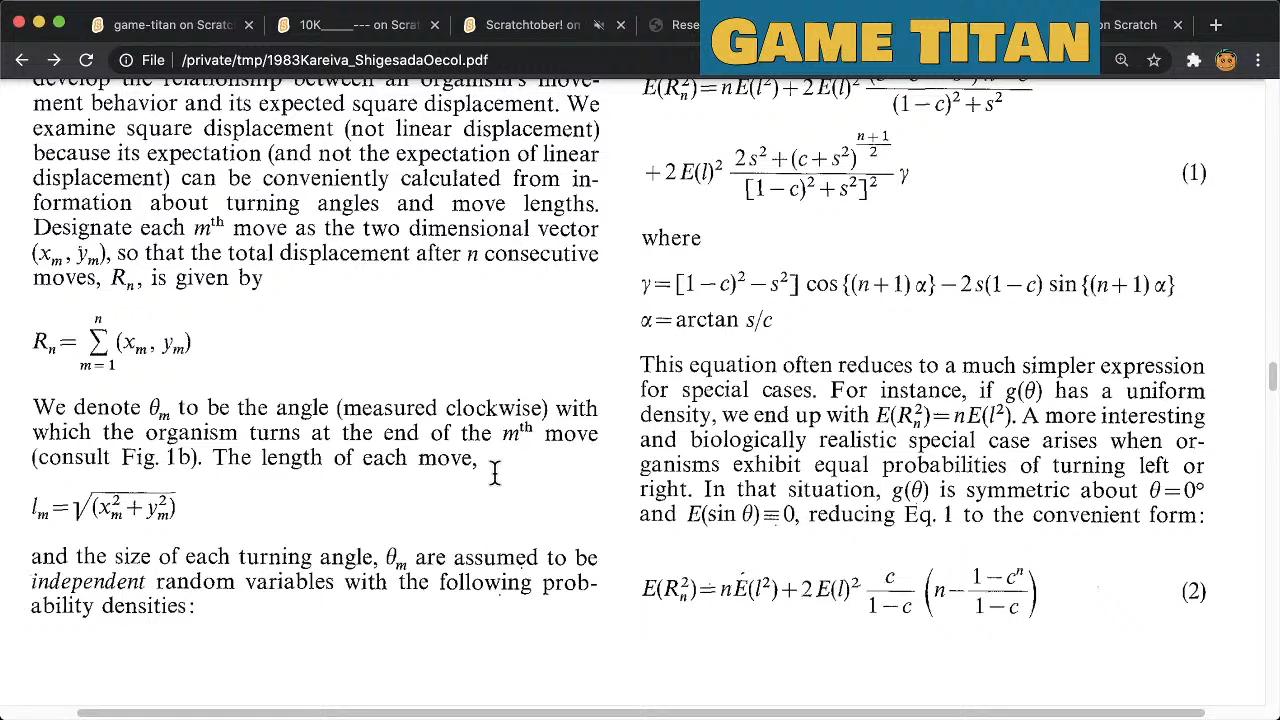 game-titan on Scratc
10K_____ --- on Scrat
Scratchtober! on
Rese
on Scratch
GAME TITAN
File /private/tmp/1983Kareva_ShigesadaOecol.pdf
develop the relationship between an organism's move-
ment behavior and its expected square displacement. We
examine square displacement (not linear displacement)
because its expectation (and not the expectation of linear
displacement) can be conveniently calculated from in-
formation about turning angles and move lengths.
Designate each mᵗʰ move as the two dimensional vector
(xₘ, yₘ), so that the total displacement after n consecutive
moves, Rₙ, is given by
Rₙ= n ∑ m=1 (xₘ, yₘ)
We denote θₘ to be the angle (measured clockwise) with
which the organism turns at the end of the mᵗʰ move
(consult Fig. 1b). The length of each move,
lₘ=√(x²ₘ+y²ₘ)
and the size of each turning angle, θₘ are assumed to be
independent random variables with the following prob-
ability densities:
E(R²ₙ)=nE(l²)+2E(l)² / (1−c)²+s²
+2E(l)² 2s²+(c+s²)^((n+1)/2) / [1−c)²+s²]² γ (1)
where
γ=[1−c)²−s²] cos{(n+1) α}−2s(1−c) sin{(n+1) α}
α=arctan s/c
This equation often reduces to a much simpler expression
for special cases. For instance, if g(θ) has a uniform
density, we end up with E(R²ₙ)=nE(l²). A more interesting
and biologically realistic special case arises when or-
ganisms exhibit equal probabilities of turning left or
right. In that situation, g(θ) is symmetric about θ=0°
and E(sin θ)≡0, reducing Eq. 1 to the convenient form:
E(R²ₙ)=nE(l²)+2E(l)² c / 1−c (n− 1−cⁿ / 1−c) (2)